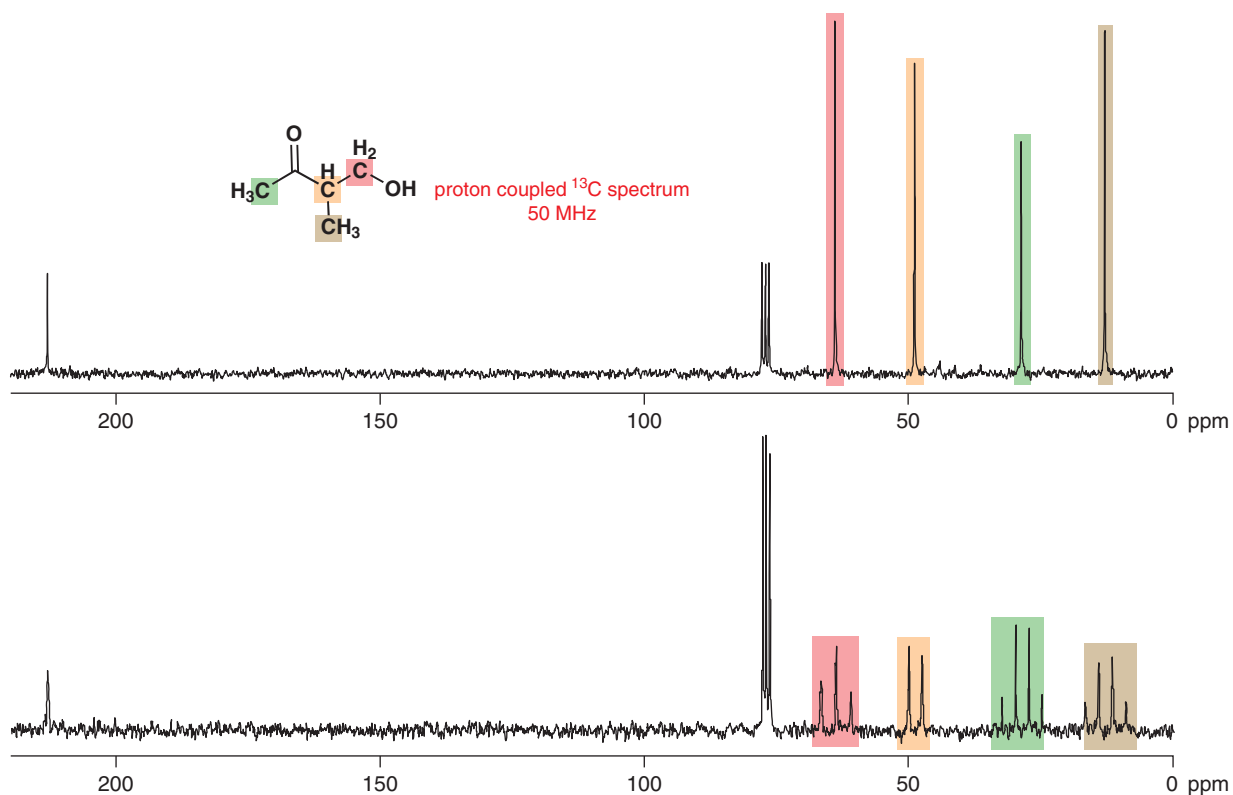 O
H₂
H C
H₃C C OH
CH₃
proton coupled ¹³C spectrum
50 MHz
200 150 100 50 0 ppm
200 150 100 50 0 ppm